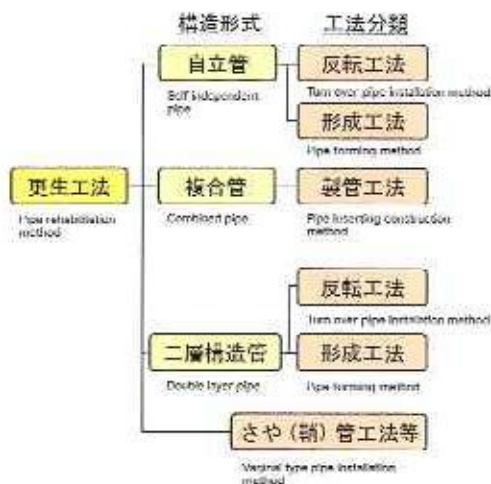 構造形式 工法分類
自立管
Self independent
pipe
反転工法
Turn over pipe installation method
形成工法
Pipe forming method
更生工法
Pipe rehabilitation
method
複合管
Combined pipe
製管工法
Pipe inserting construction
method
反転工法
Turn over pipe installation method
二層構造管
Double layer pipe
形成工法
Pipe forming method
さや（鞘）管工法等
Vaginal type pipe installation
method